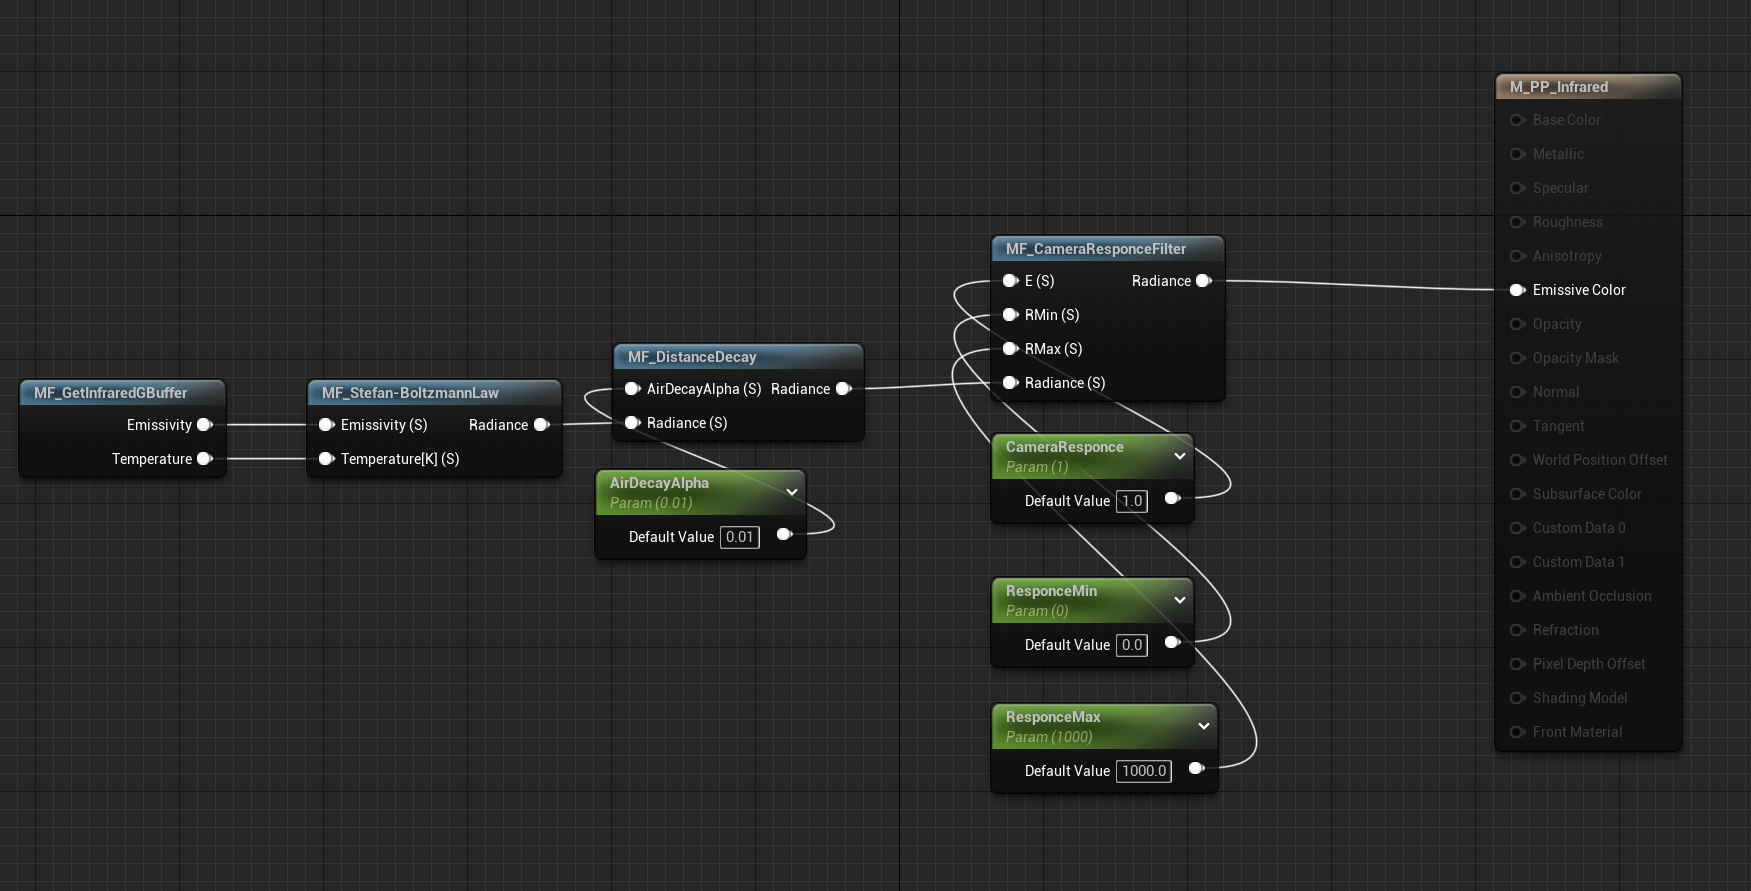 MF_GetInfraredGBuffer
Emissivity
Temperature
MF_Stefan-BoltzmannLaw
Emissivity (S) Radiance
Temperature[K] (S)
MF_DistanceDecay
AirDecayAlpha (S) Radiance
Radiance (S)
AirDecayAlpha
Param (0.01)
Default Value 0.01
MF_CameraResponceFilter
E (S) Radiance
RMin (S)
RMax (S)
Radiance (S)
CameraResponce
Param (1)
Default Value 1.0
ResponceMin
Param (0)
Default Value 0.0
ResponceMax
Param (1000)
Default Value 1000.0
M_PP_Infrared
Base Color
Metallic
Specular
Roughness
Anisotropy
Emissive Color
Opacity
Opacity Mask
Normal
Tangent
World Position Offset
Subsurface Color
Custom Data 0
Custom Data 1
Ambient Occlusion
Refraction
Pixel Depth Offset
Shading Model
Front Material